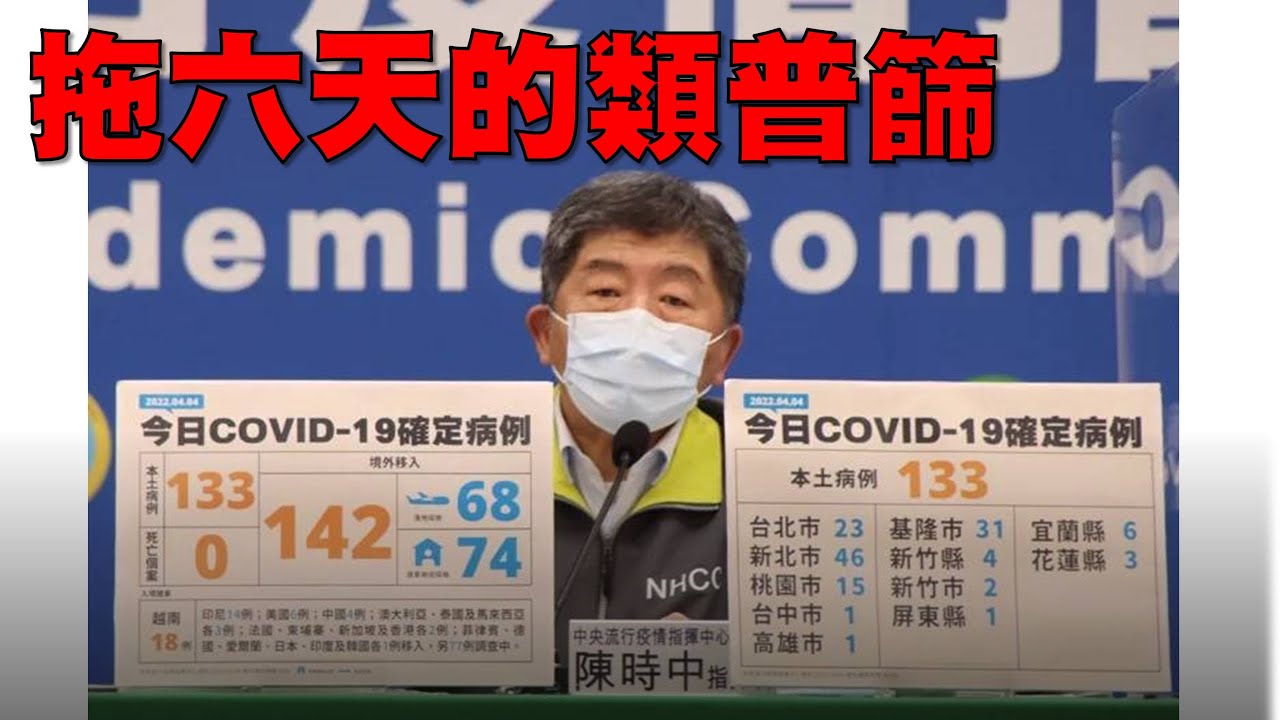 拖六天的類普篩
demic Comm
2022.04.04
今日COVID-19確定病例
境外移入
本土病例
133
142
68
死亡個案
0
74
越南
18例
印尼14例；美國6例；中國4例；澳大利亞、泰國及馬來西亞
各3例；法國、柬埔寨、新加坡及香港各2例；菲律賓、德
國、愛爾蘭、日本、印度及韓國各1例移入，另77例調查中。
NHCC
中央流行疫情指揮中心
陳時中指
2022.04.04
今日COVID-19確定病例
本土病例 133
台北市 23 基隆市 31 宜蘭縣 6
新北市 46 新竹縣 4 花蓮縣 3
桃園市 15 新竹市 2
台中市 1 屏東縣 1
高雄市 1